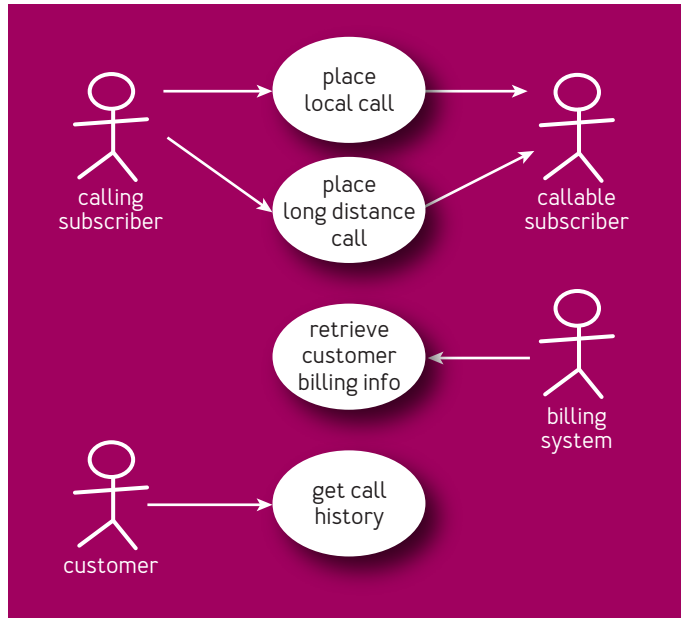 place
local call
calling
subscriber
place
long distance
call
callable
subscriber
retrieve
customer
billing info
billing
system
get call
history
customer